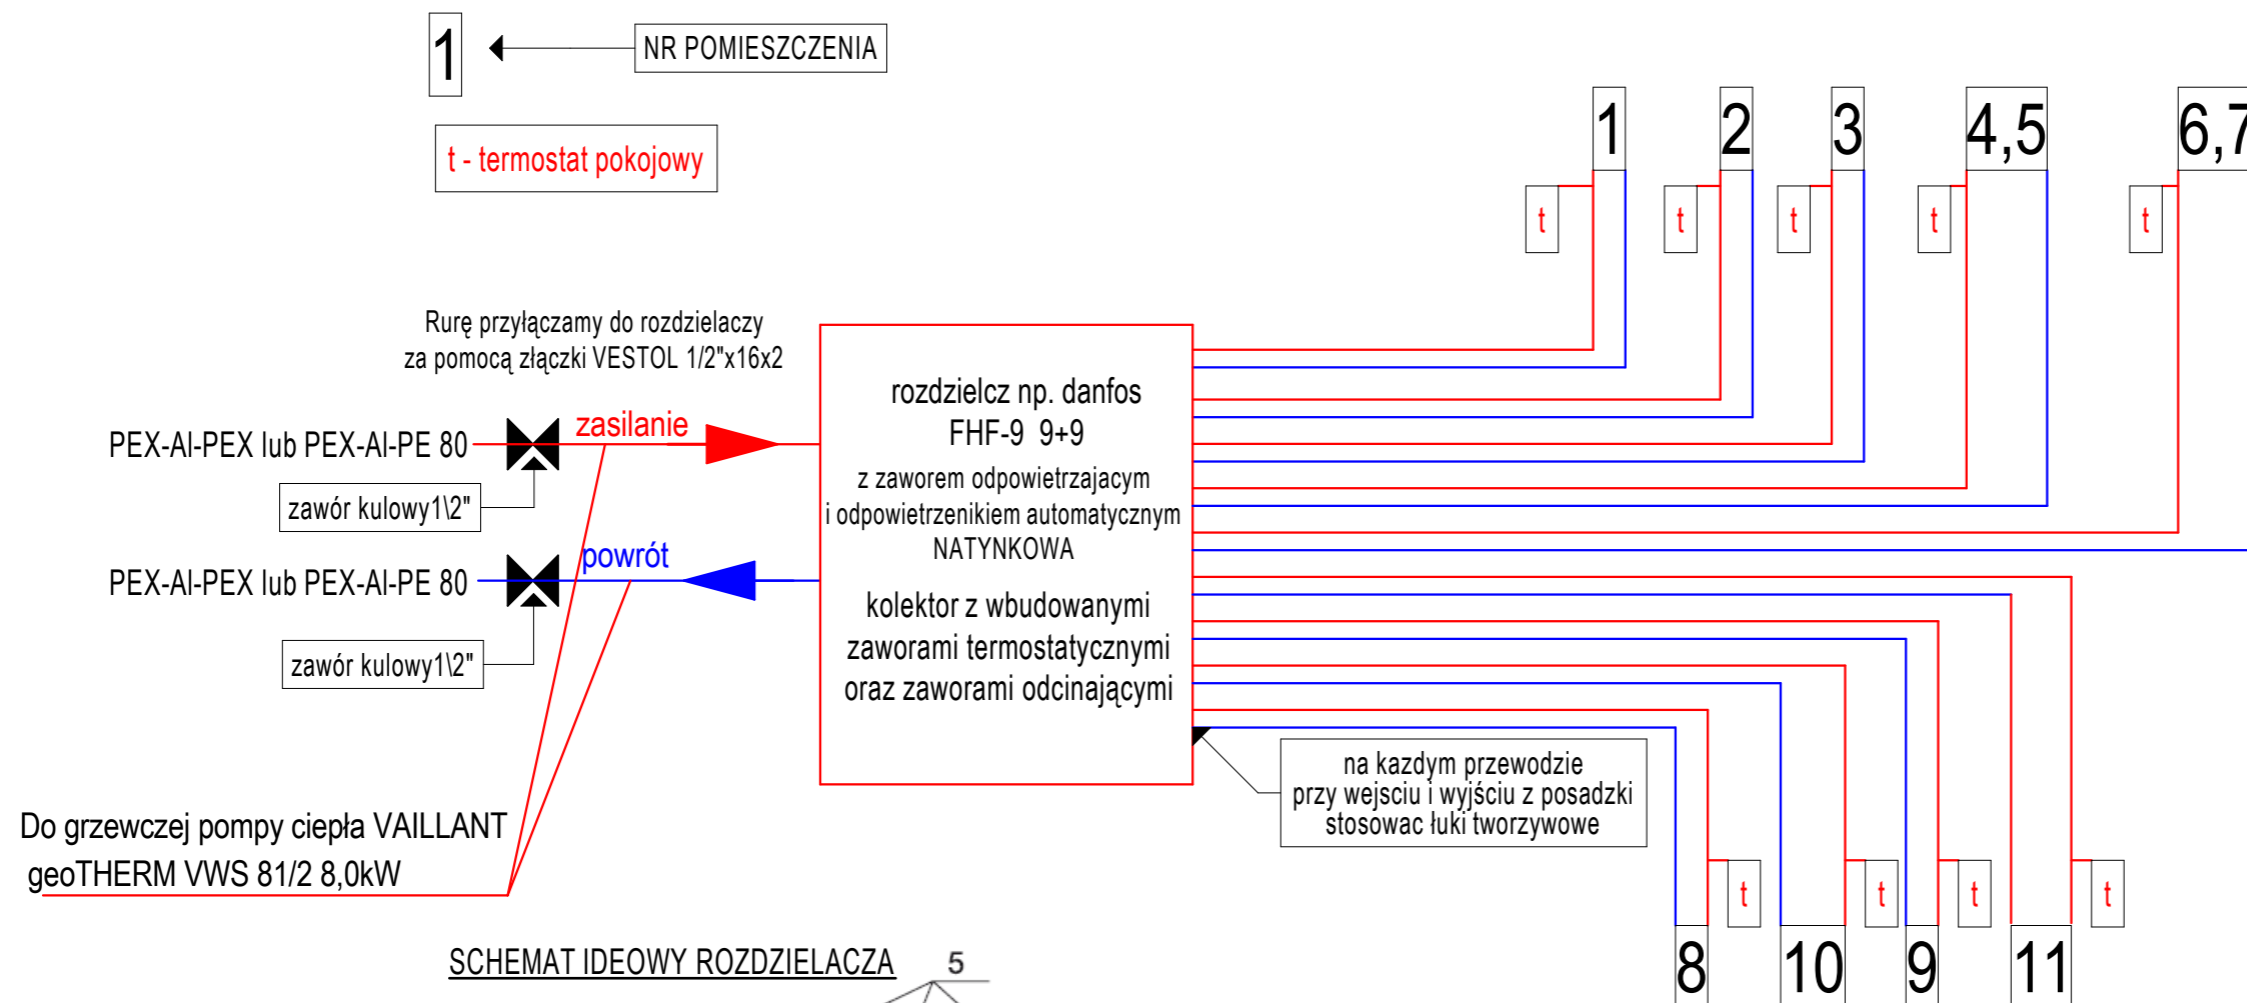 1
NR POMIESZCZENIA
t - termostat pokojowy
1
2
3
4,5
6,7
t
t
t
t
t
Rurę przyłączamy do rozdzielaczy
za pomocą złączki VESTOL 1/2"x16x2
PEX-Al-PEX lub PEX-Al-PE 80
zasilanie
zawór kulowy1\2"
PEX-Al-PEX lub PEX-Al-PE 80
powrót
zawór kulowy1\2"
rozdzielcz np. danfos
FHF-9 9+9
z zaworem odpowietrzajacym
i odpowietrzenikiem automatycznym
NATYNKOWA
kolektor z wbudowanymi
zaworami termostatycznymi
oraz zaworami odcinającymi
na kazdym przewodzie
przy wejsciu i wyjściu z posadzki
stosowac łuki tworzywowe
Do grzewczej pompy ciepła VAILLANT
geoTHERM VWS 81/2 8,0kW
t
t
t
t
8
10
9
11
SCHEMAT IDEOWY ROZDZIELACZA
5